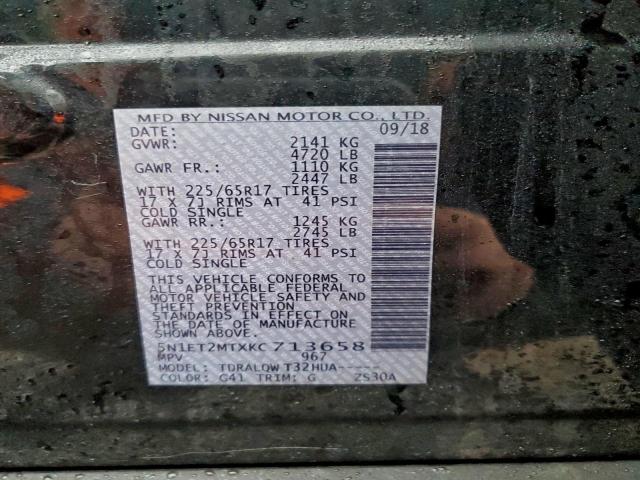 MFD BY NISSAN MOTOR CO., LTD.
DATE: 09/18
GVWR: 2141 KG
4720 LB
GAWR FR.: 1110 KG
2447 LB
WITH 225/65R17 TIRES
17 X 7J RIMS AT 41 PSI
COLD SINGLE
GAWR RR.: 1245 KG
2745 LB
WITH 225/65R17 TIRES
17 X 7J RIMS AT 41 PSI
COLD SINGLE
THIS VEHICLE CONFORMS TO
ALL APPLICABLE FEDERAL
MOTOR VEHICLE SAFETY AND
THEFT PREVENTION
STANDARDS IN EFFECT ON
THE DATE OF MANUFACTURE
SHOWN ABOVE.
5N1ET2MTXKC713658
MPV 967
MODEL: TDRALQW T32HUA-----
COLOR: G41 TRIM: G ZS30A